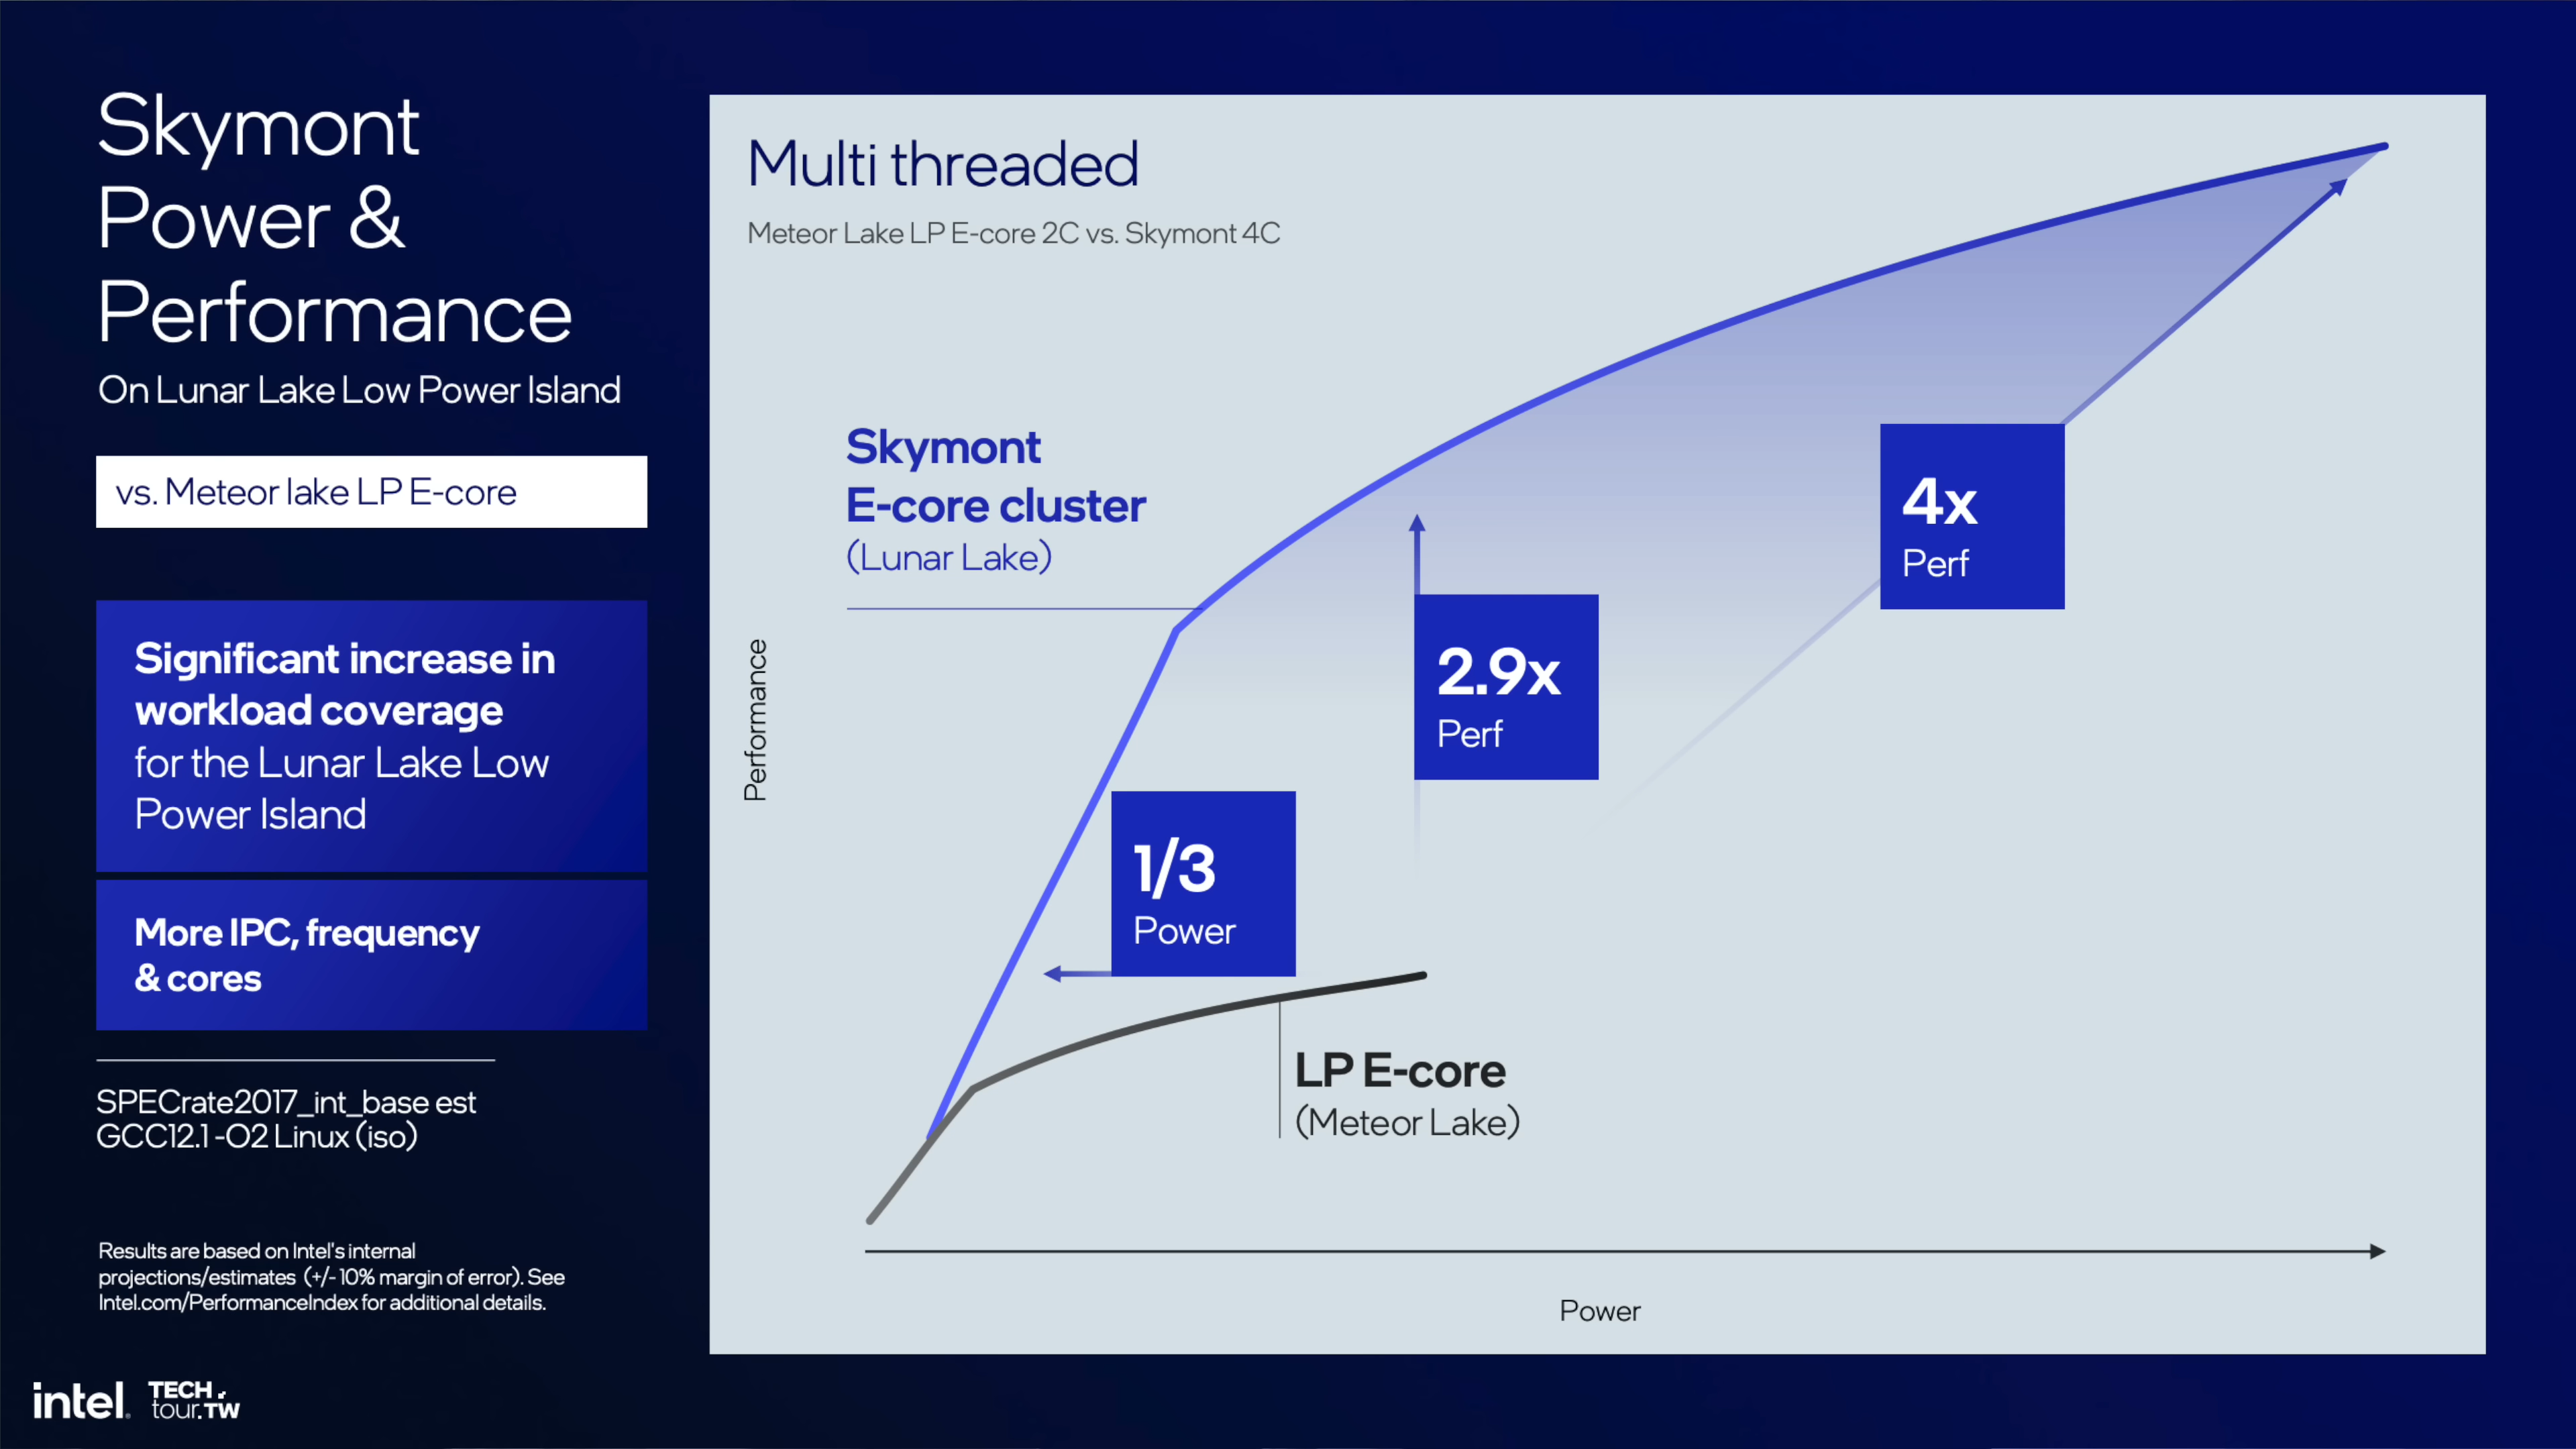 Skymont
Power &
Performance
On Lunar Lake Low Power Island
vs. Meteor lake LP E-core
Significant increase in
workload coverage
for the Lunar Lake Low
Power Island
More IPC, frequency
& cores
SPECrate2017_int_base est
GCC12.1 -O2 Linux (iso)
Results are based on Intel's internal
projections/estimates (+/- 10% margin of error). See
Intel.com/PerformanceIndex for additional details.
intel.
TECH
tour.TW
Multi threaded
Meteor Lake LP E-core 2C vs. Skymont 4C
Skymont
E-core cluster
(Lunar Lake)
4x
Perf
2.9x
Perf
1/3
Power
LP E-core
(Meteor Lake)
Performance
Power